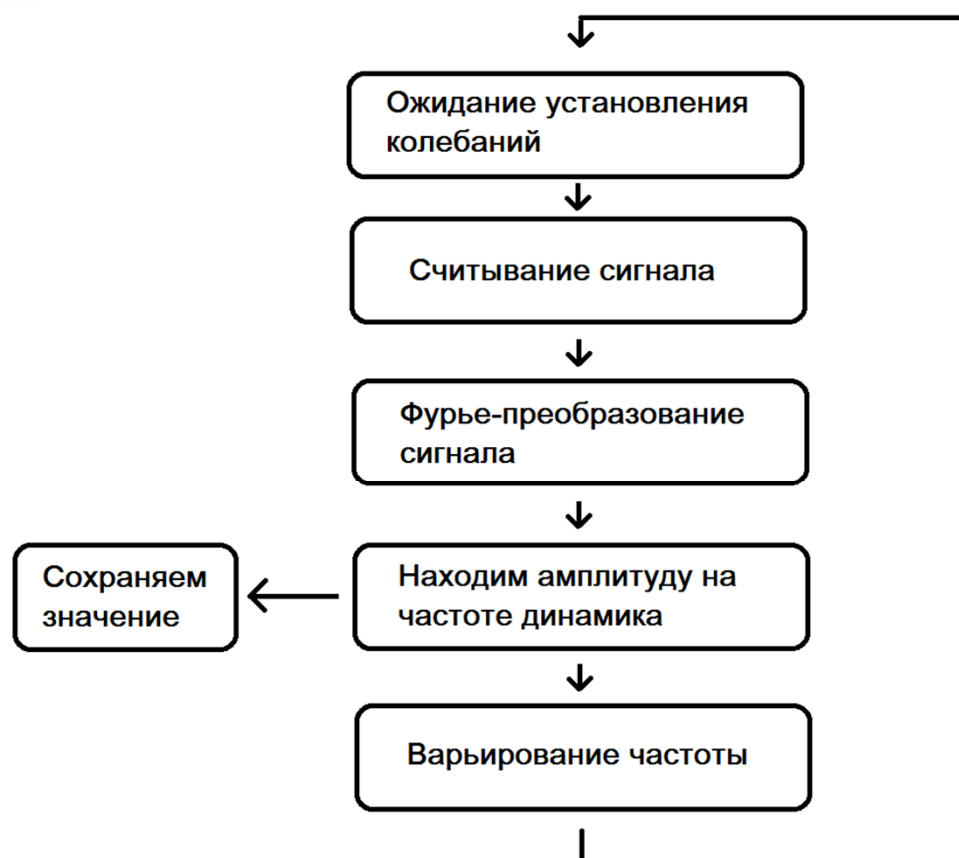 Ожидание установления
колебаний
Считывание сигнала
Фурье-преобразование
сигнала
Сохраняем
значение
Находим амплитуду на
частоте динамика
Варьирование частоты